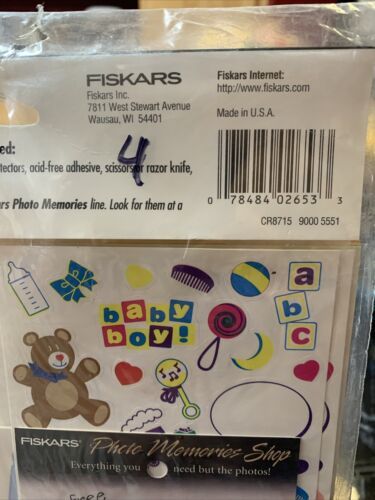 FISKARS
Fiskars Inc.
7811 West Stewart Avenue
Wausau, WI 54401
Fiskars Internet:
http://www.fiskars.com
Made in U.S.A.
4
ed:
tectors, acid-free adhesive, scissors or razor knife,
rs Photo Memories line. Look for them at a
0 78484 02653 3
CR8715 9000 5551
a
baby
boy!
b
c
FISKARS® Photo Memories Shop
Everything you need but the photos!